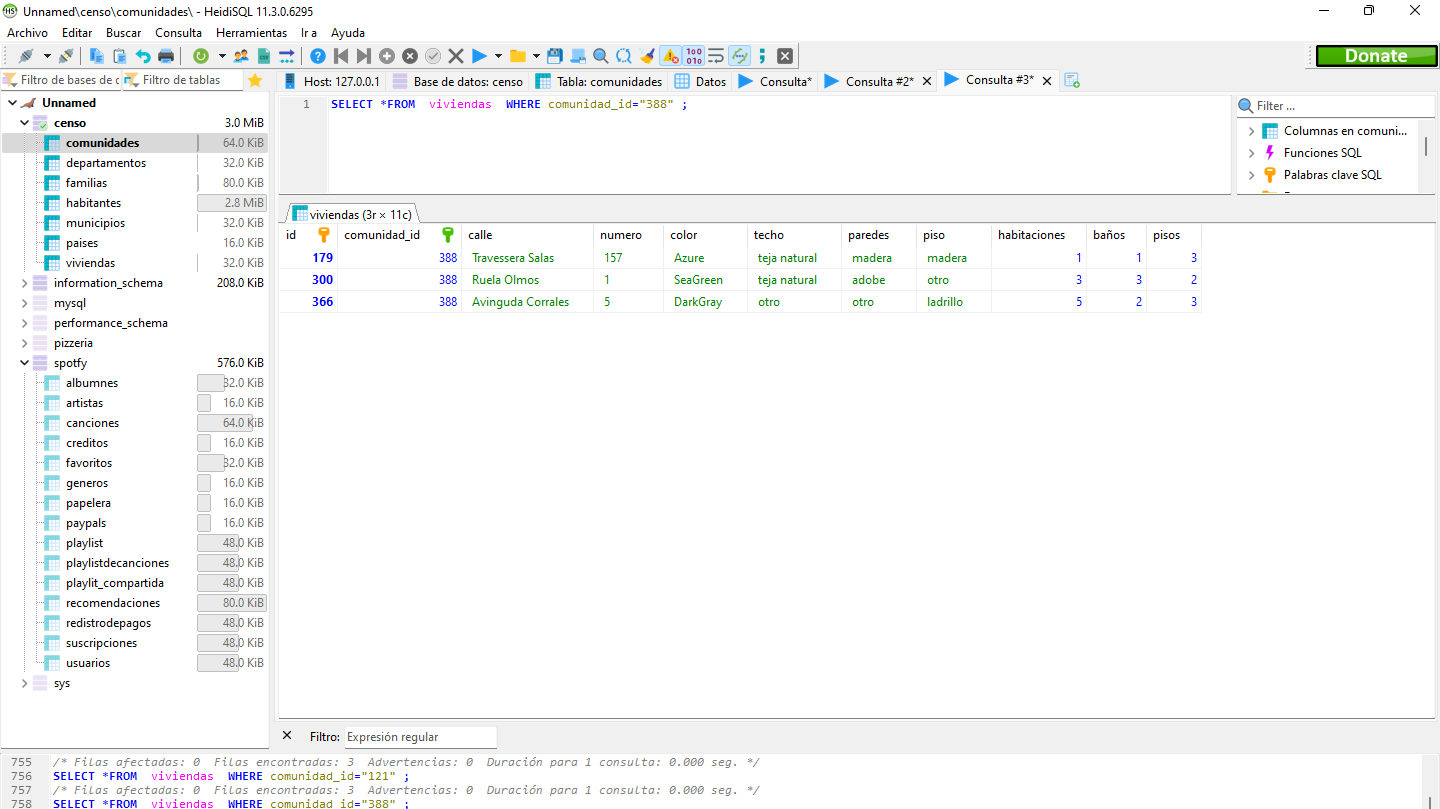 Unnamed\censo\comunidades\ - HeidiSQL 11.3.0.6295
Archivo Editar Buscar Consulta Herramientas Ir a Ayuda
Donate
Filtro de bases de c Filtro de tablas
Host: 127.0.0.1 Base de datos: censo Tabla: comunidades Datos Consulta* Consulta #2* Consulta #3*
Unnamed
censo 3.0 MiB
comunidades 64.0 KiB
departamentos 32.0 KiB
familias 80.0 KiB
habitantes 2.8 MiB
municipios 32.0 KiB
paises 16.0 KiB
viviendas 32.0 KiB
information_schema 208.0 KiB
mysql
performance_schema
pizzeria
spotfy 576.0 KiB
albumnes 32.0 KiB
artistas 16.0 KiB
canciones 64.0 KiB
creditos 16.0 KiB
favoritos 32.0 KiB
generos 16.0 KiB
papelera 16.0 KiB
paypals 16.0 KiB
playlist 48.0 KiB
playlistdecanciones 48.0 KiB
playlit_compartida 48.0 KiB
recomendaciones 80.0 KiB
redistrodepagos 48.0 KiB
suscripciones 48.0 KiB
usuarios 48.0 KiB
sys
1 SELECT *FROM viviendas WHERE comunidad_id="388" ;
Filter ...
Columnas en comuni...
Funciones SQL
Palabras clave SQL
viviendas (3r × 11c)
id comunidad_id calle numero color techo paredes piso habitaciones baños pisos
179 388 Travessera Salas 157 Azure teja natural madera madera 1 1 3
300 388 Ruela Olmos 1 SeaGreen teja natural adobe otro 3 3 2
366 388 Avinguda Corrales 5 DarkGray otro otro ladrillo 5 2 3
Filtro: Expresión regular
755 /* Filas afectadas: 0 Filas encontradas: 3 Advertencias: 0 Duración para 1 consulta: 0.000 seg. */
756 SELECT *FROM viviendas WHERE comunidad_id="121" ;
757 /* Filas afectadas: 0 Filas encontradas: 3 Advertencias: 0 Duración para 1 consulta: 0.000 seg. */
758 SELECT *FROM viviendas WHERE comunidad_id="388" ;